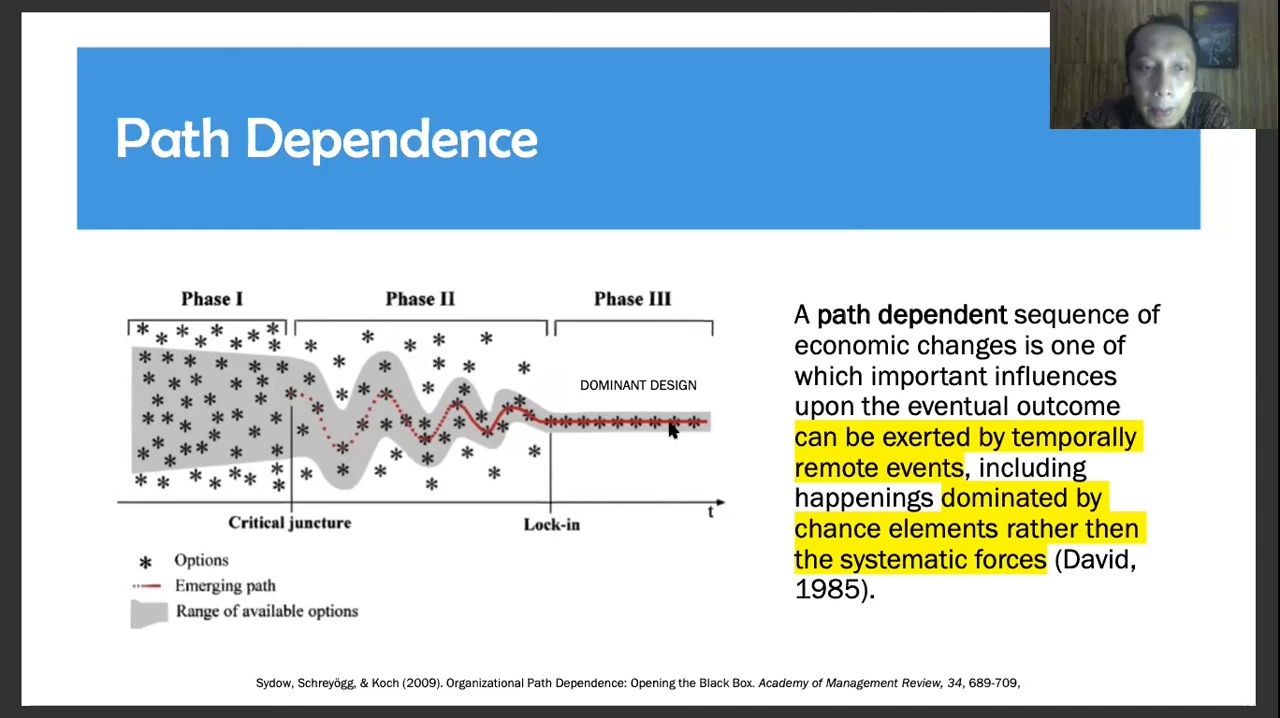 Path Dependence
Phase I
Phase II
Phase III
DOMINANT DESIGN
Critical juncture
Lock-in
t
Options
Emerging path
Range of available options
A path dependent sequence of
economic changes is one of
which important influences
upon the eventual outcome
can be exerted by temporally
remote events, including
happenings dominated by
chance elements rather then
the systematic forces (David,
1985).
Sydow, Schreyögg, & Koch (2009). Organizational Path Dependence: Opening the Black Box. Academy of Management Review, 34, 689-709,